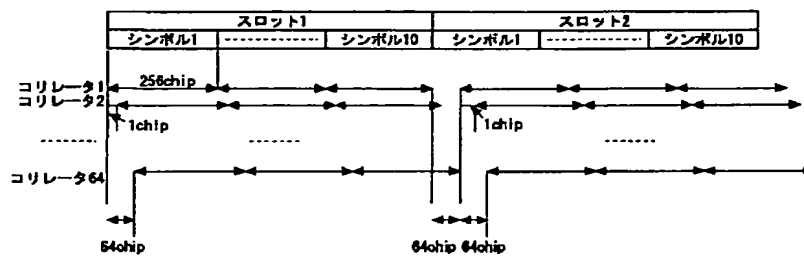 スロット1 スロット2
シンボル1 シンボル10 シンボル1 シンボル10
コリレータ1 256chip
コリレータ2
1chip 1chip
コリレータ64
64chip 64chip 64chip